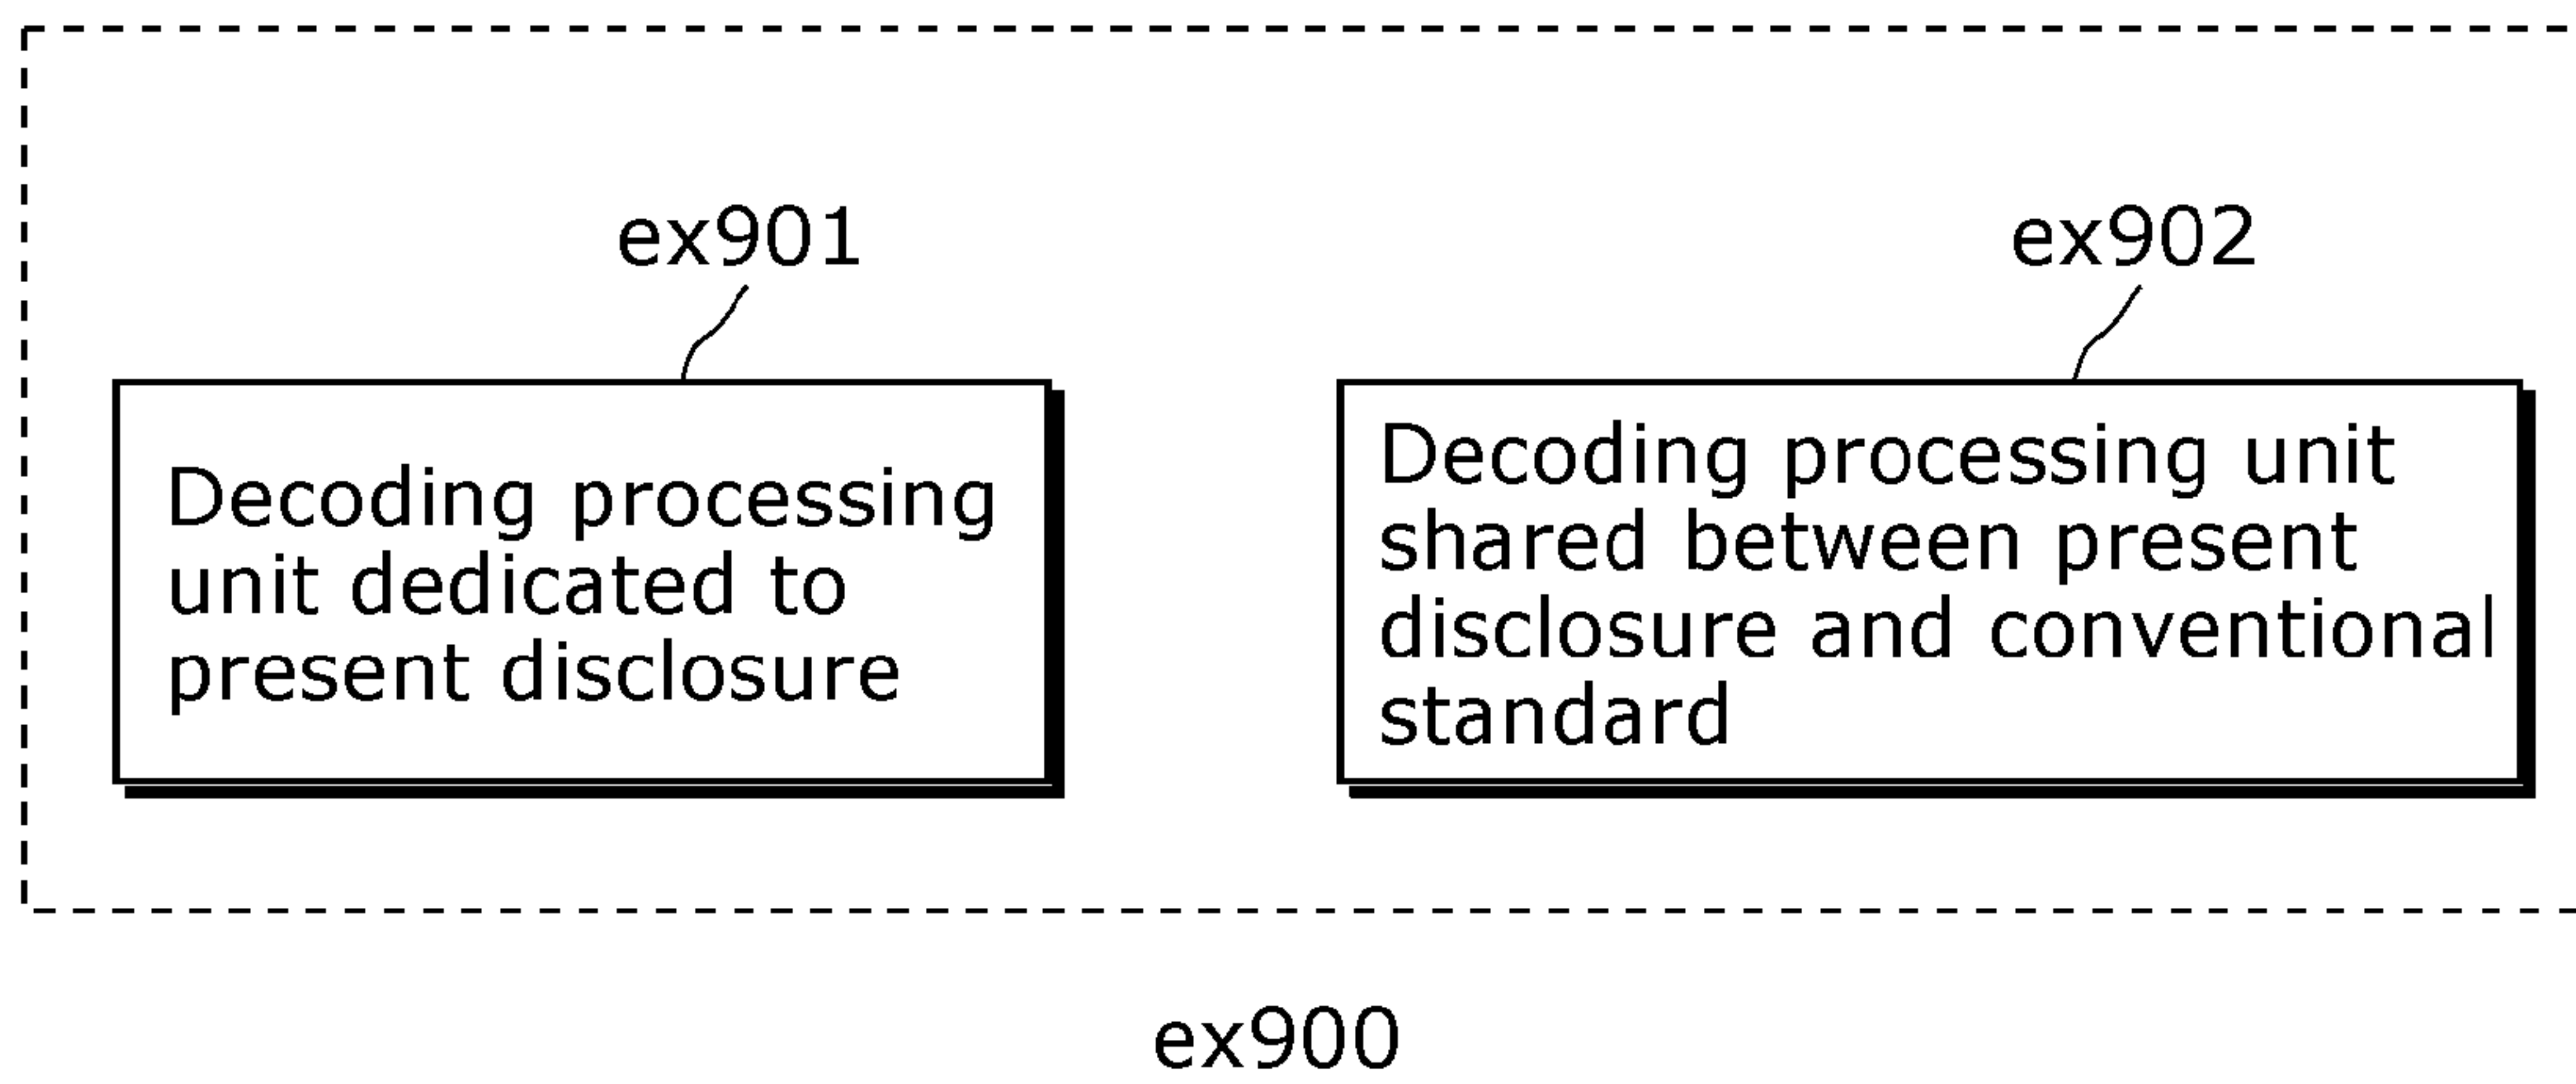 ex901
Decoding processing
unit dedicated to
present disclosure
ex902
Decoding processing unit
shared between present
disclosure and conventional
standard
ex900